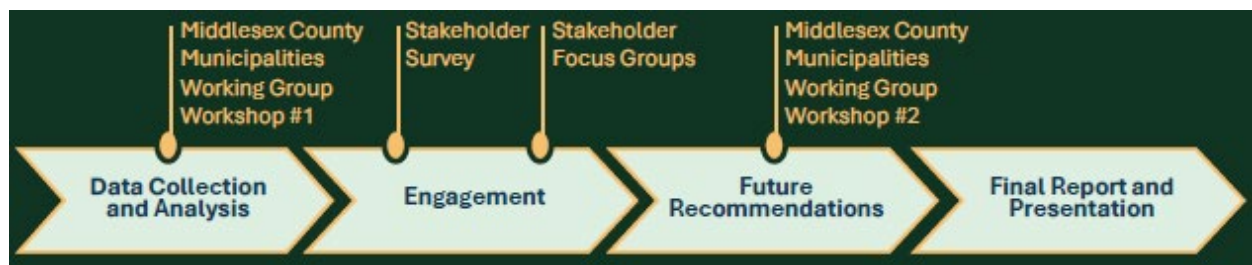 Middlesex County
Municipalities
Working Group
Workshop #1
Stakeholder
Survey
Stakeholder
Focus Groups
Middlesex County
Municipalities
Working Group
Workshop #2
Data Collection
and Analysis
Engagement
Future
Recommendations
Final Report and
Presentation